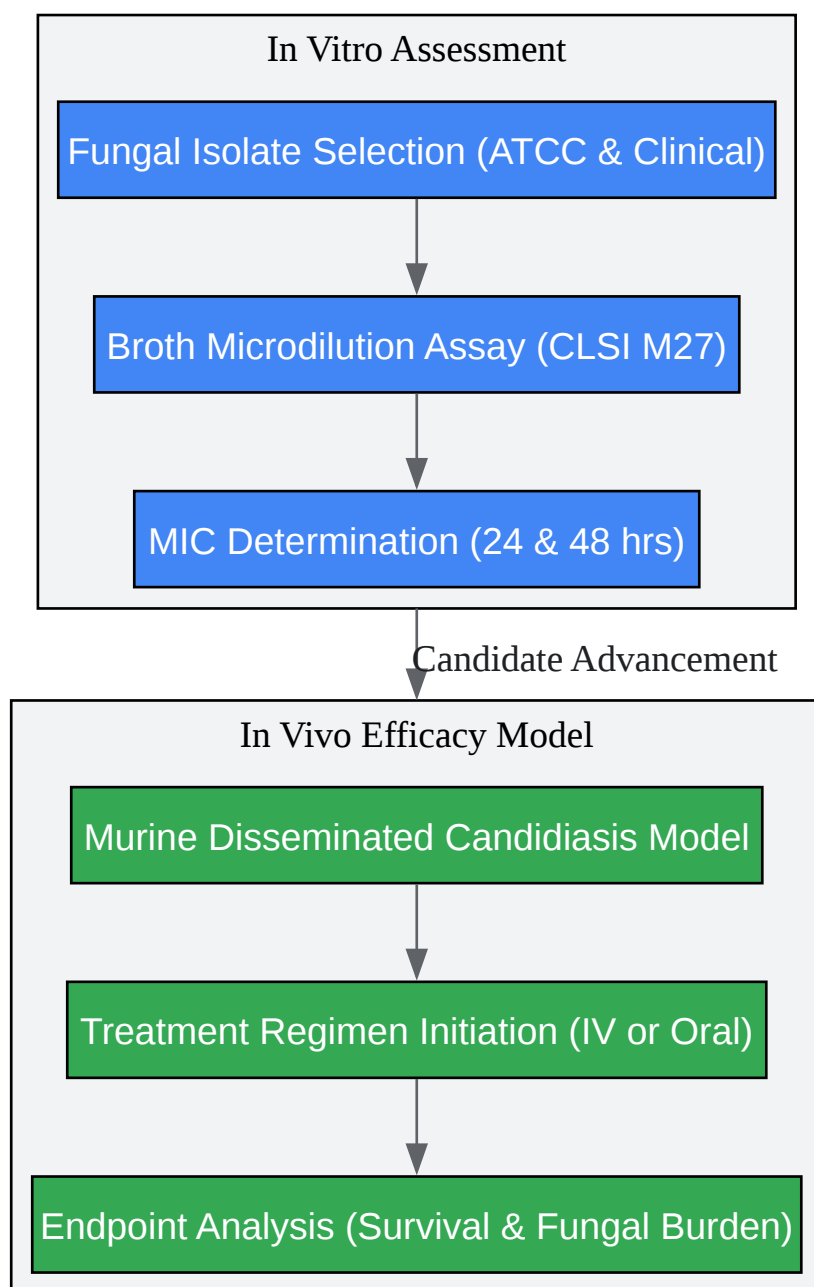 In Vitro Assessment
Fungal Isolate Selection (ATCC & Clinical)
Broth Microdilution Assay (CLSI M27)
MIC Determination (24 & 48 hrs)
Candidate Advancement
In Vivo Efficacy Model
Murine Disseminated Candidiasis Model
Treatment Regimen Initiation (IV or Oral)
Endpoint Analysis (Survival & Fungal Burden)